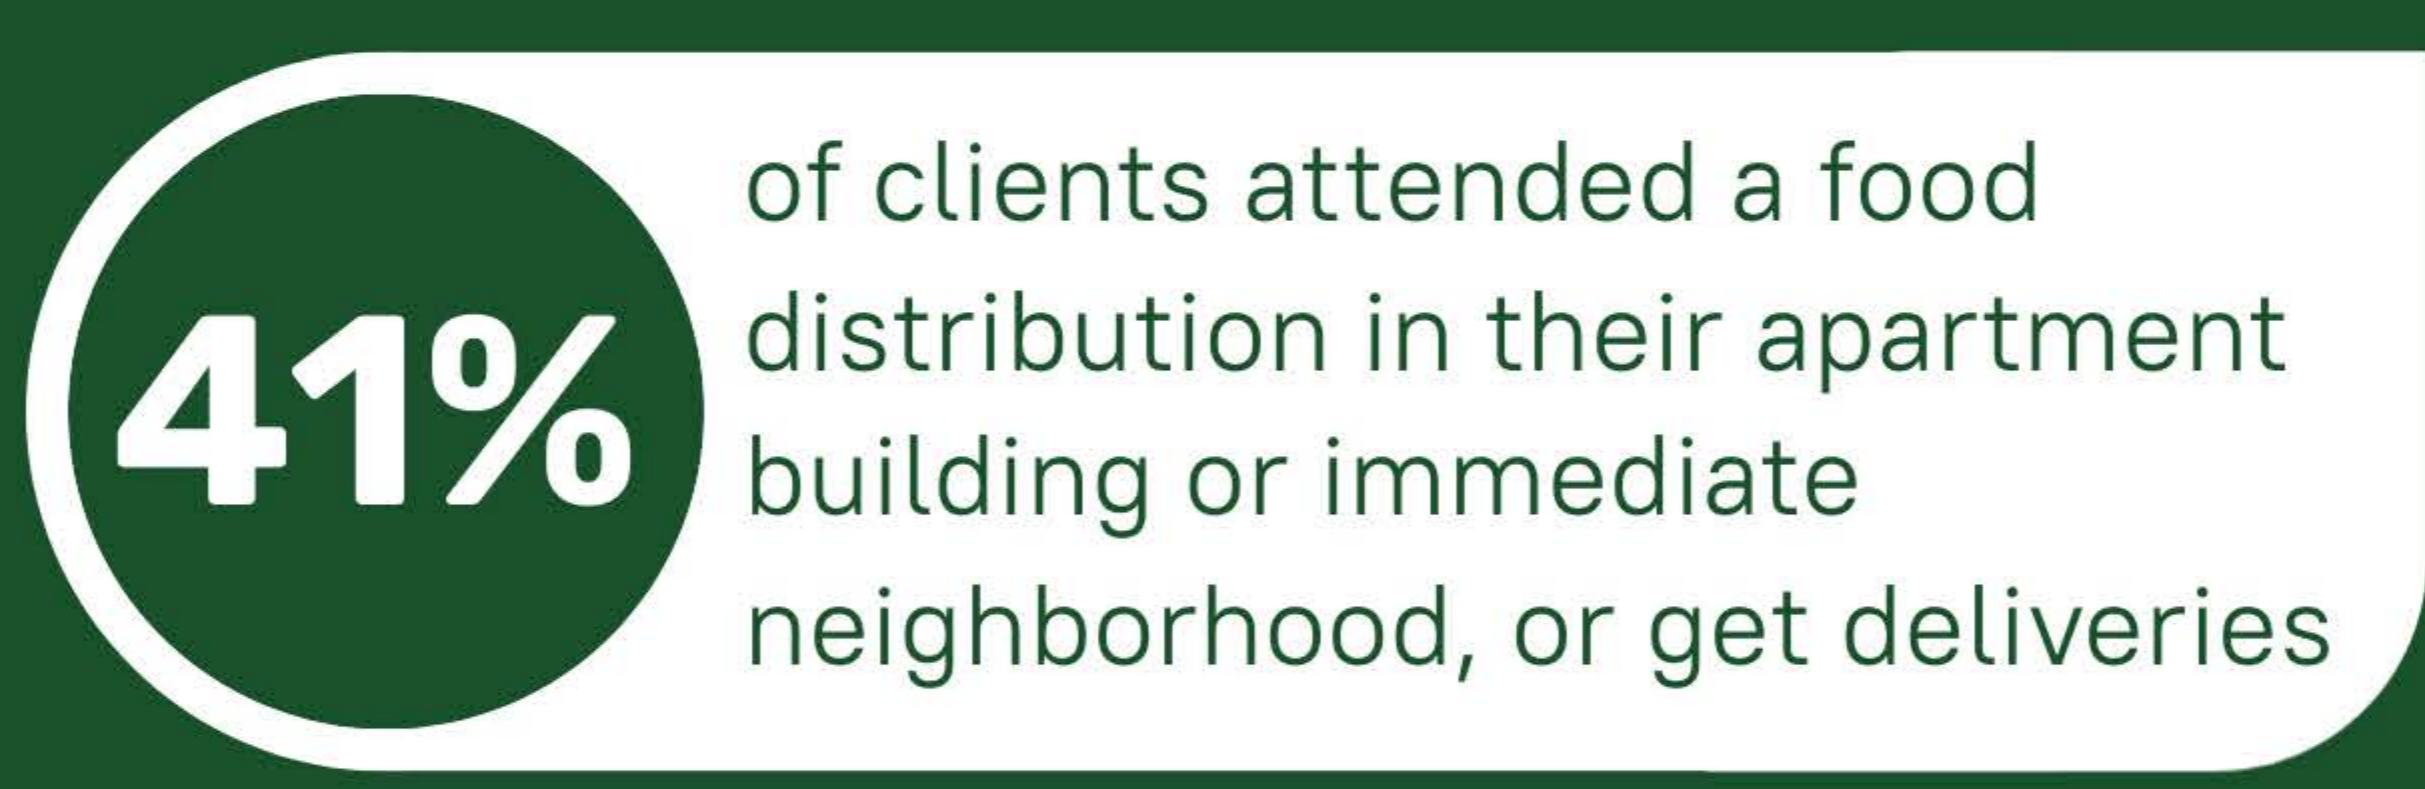 41%
of clients attended a food
distribution in their apartment
building or immediate
neighborhood, or get deliveries